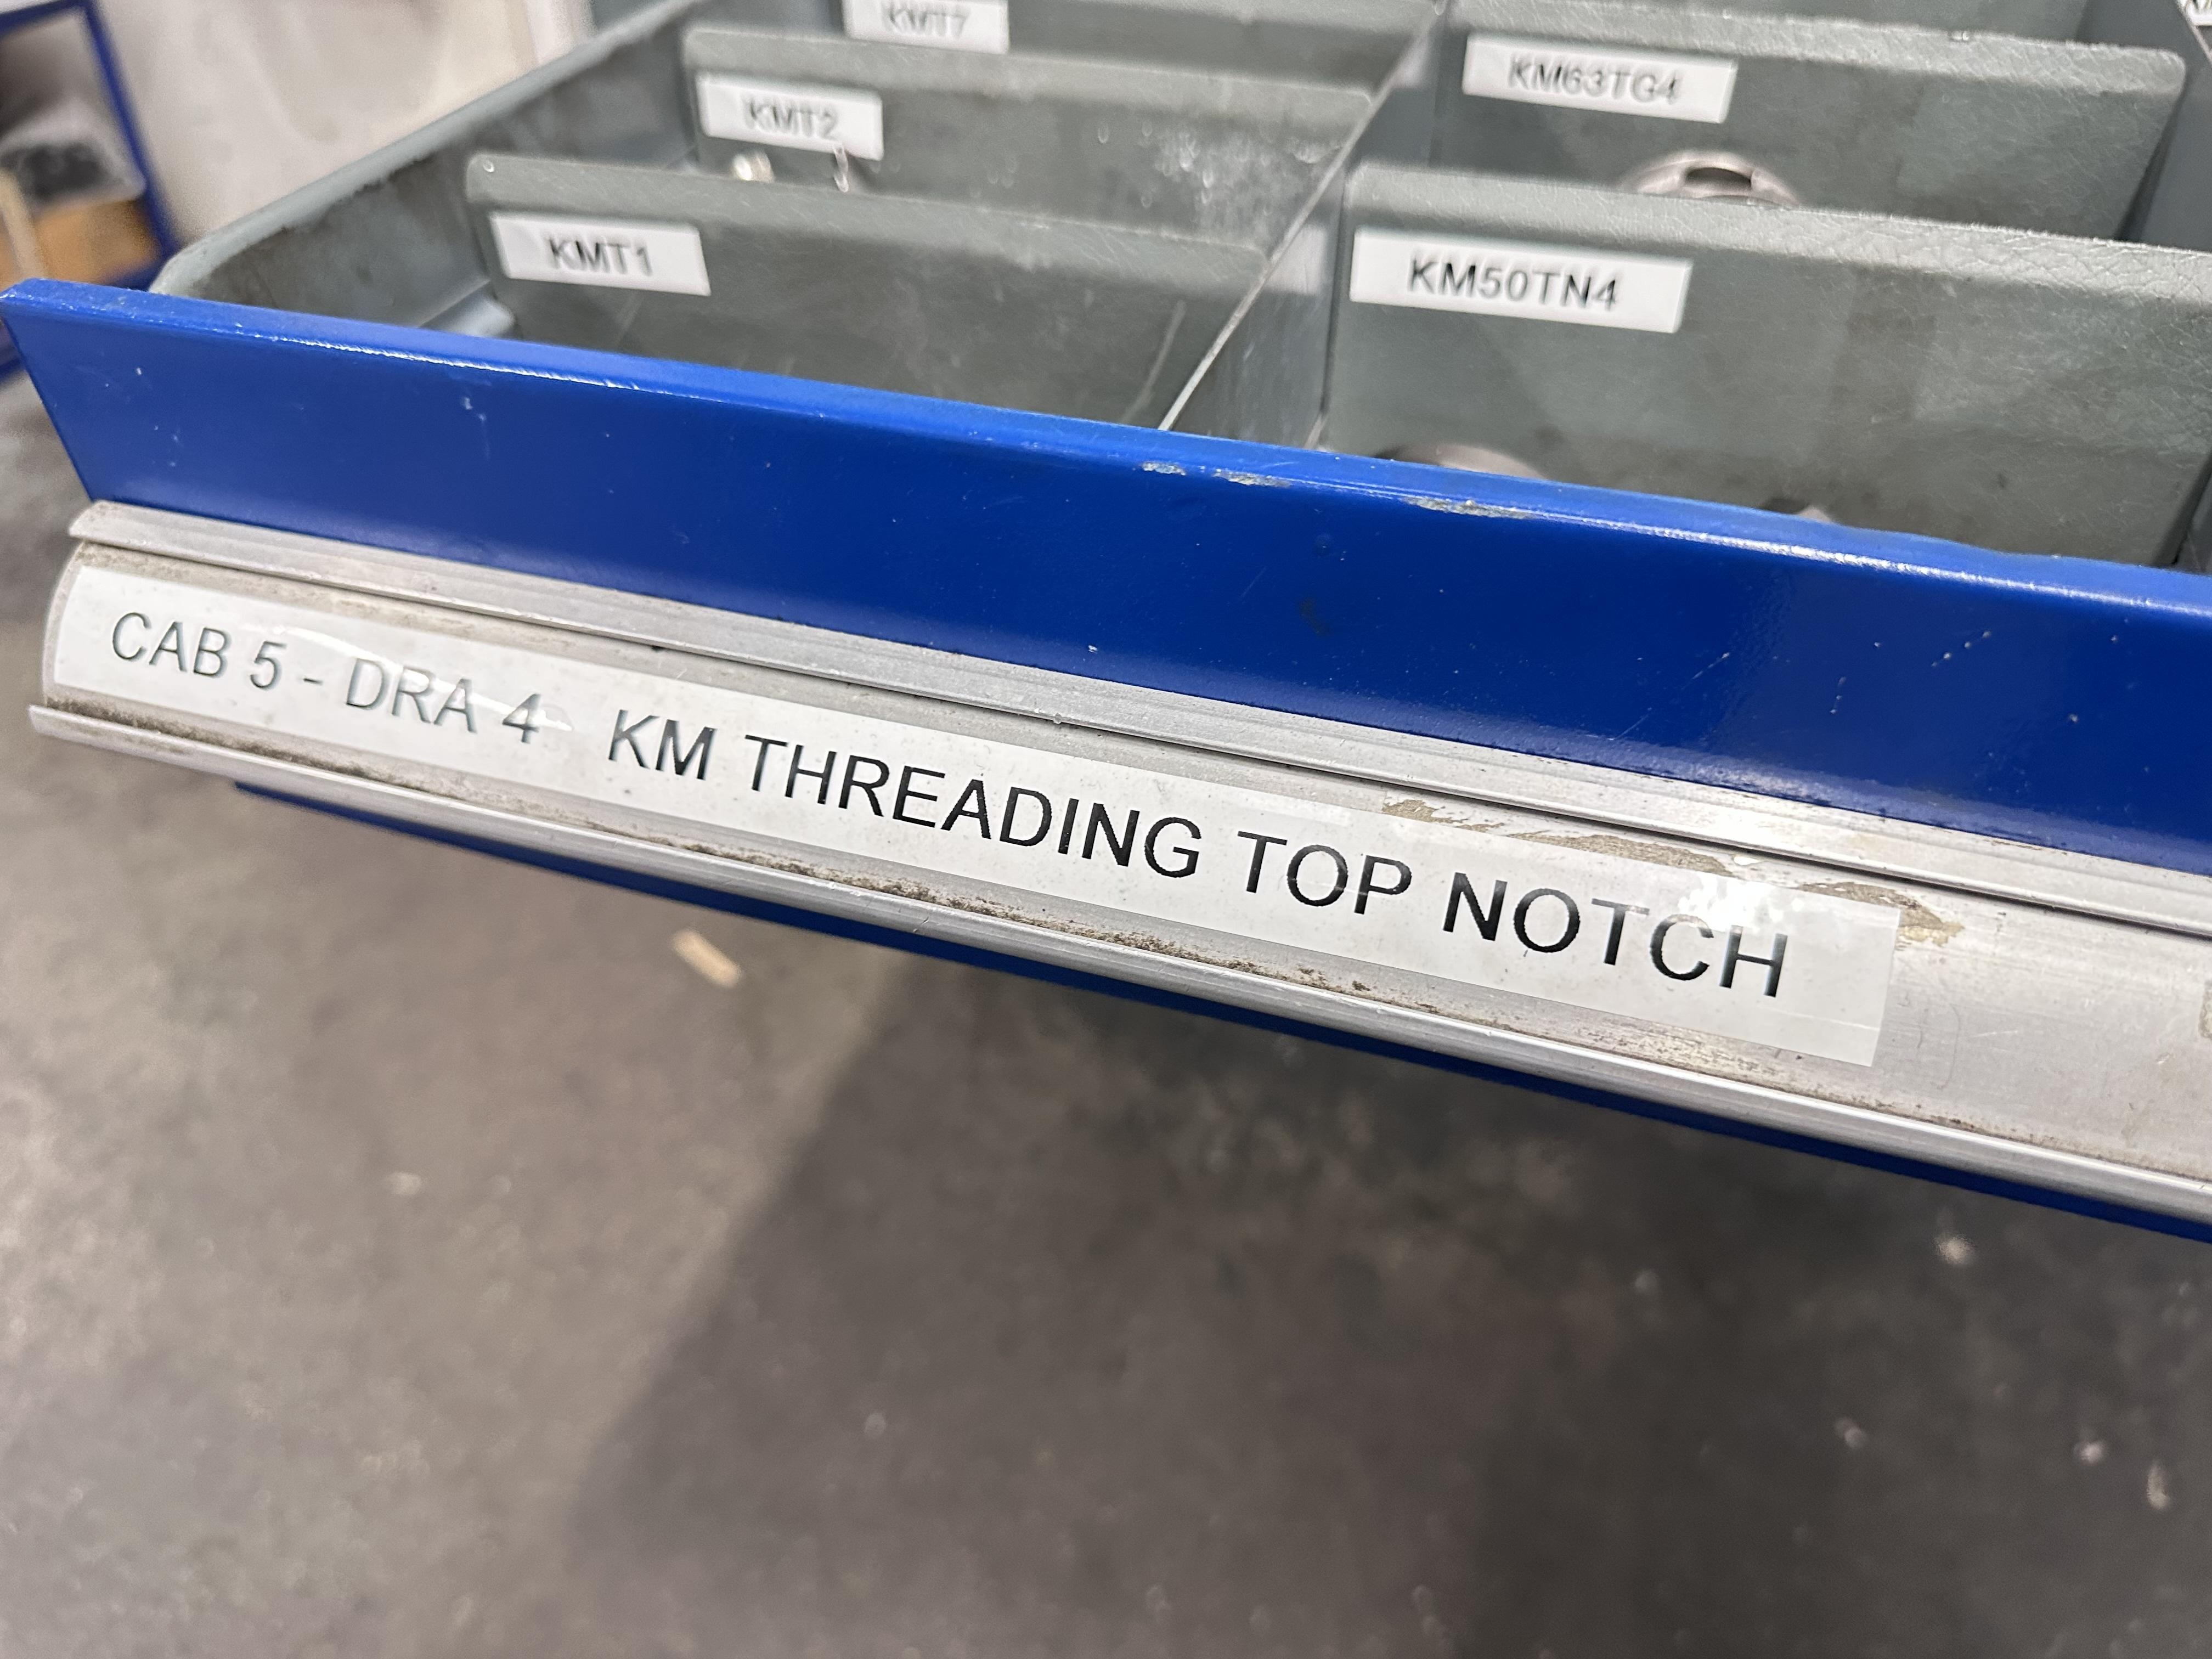 KMT7
KM63TG4
KMT2
KMT1
KM50TN4
CAB 5 - DRA 4 KM THREADING TOP NOTCH